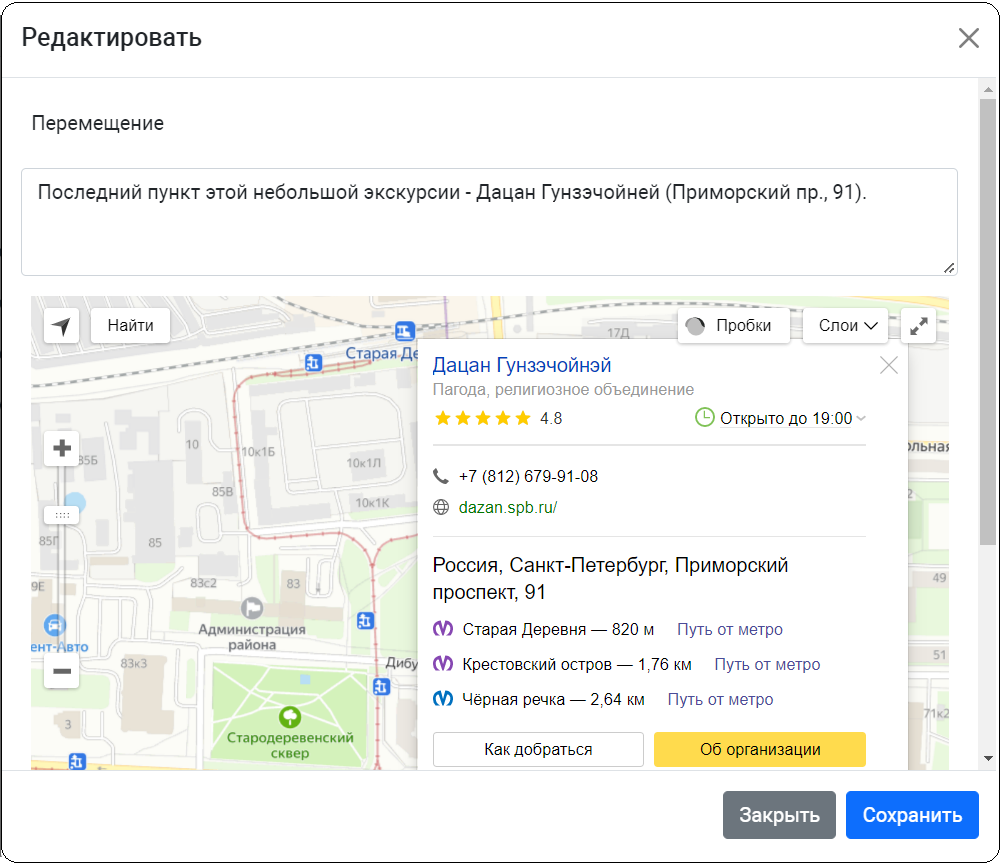 Редактировать
Перемещение
Последний пункт этой небольшой экскурсии - Дацан Гунзэчойней (Приморский пр., 91).
Найти
17Д
Пробки
Слои
Старая Де
Дацан Гунзэчойнэй
Пагода, религиозное объединение
4.8
Открыто до 19:00
10
10к1Б
льная
85Б
10к1Л
+7 (812) 679-91-08
85В
10к1К
2
dazan.spb.ru/
85Г
85
Россия, Санкт-Петербург, Приморский
проспект, 91
9Е
83с2
83
49
Администрация
района
Старая Деревня — 820 м
Путь от метро
ент-Авто
83к3
Дибу
Крестовский остров — 1,76 км
Путь от метро
51
Чёрная речка — 2,64 км
Путь от метро
3
71к2
Стародеревенский
сквер
Как добраться
Об организации
Закрыть
Сохранить